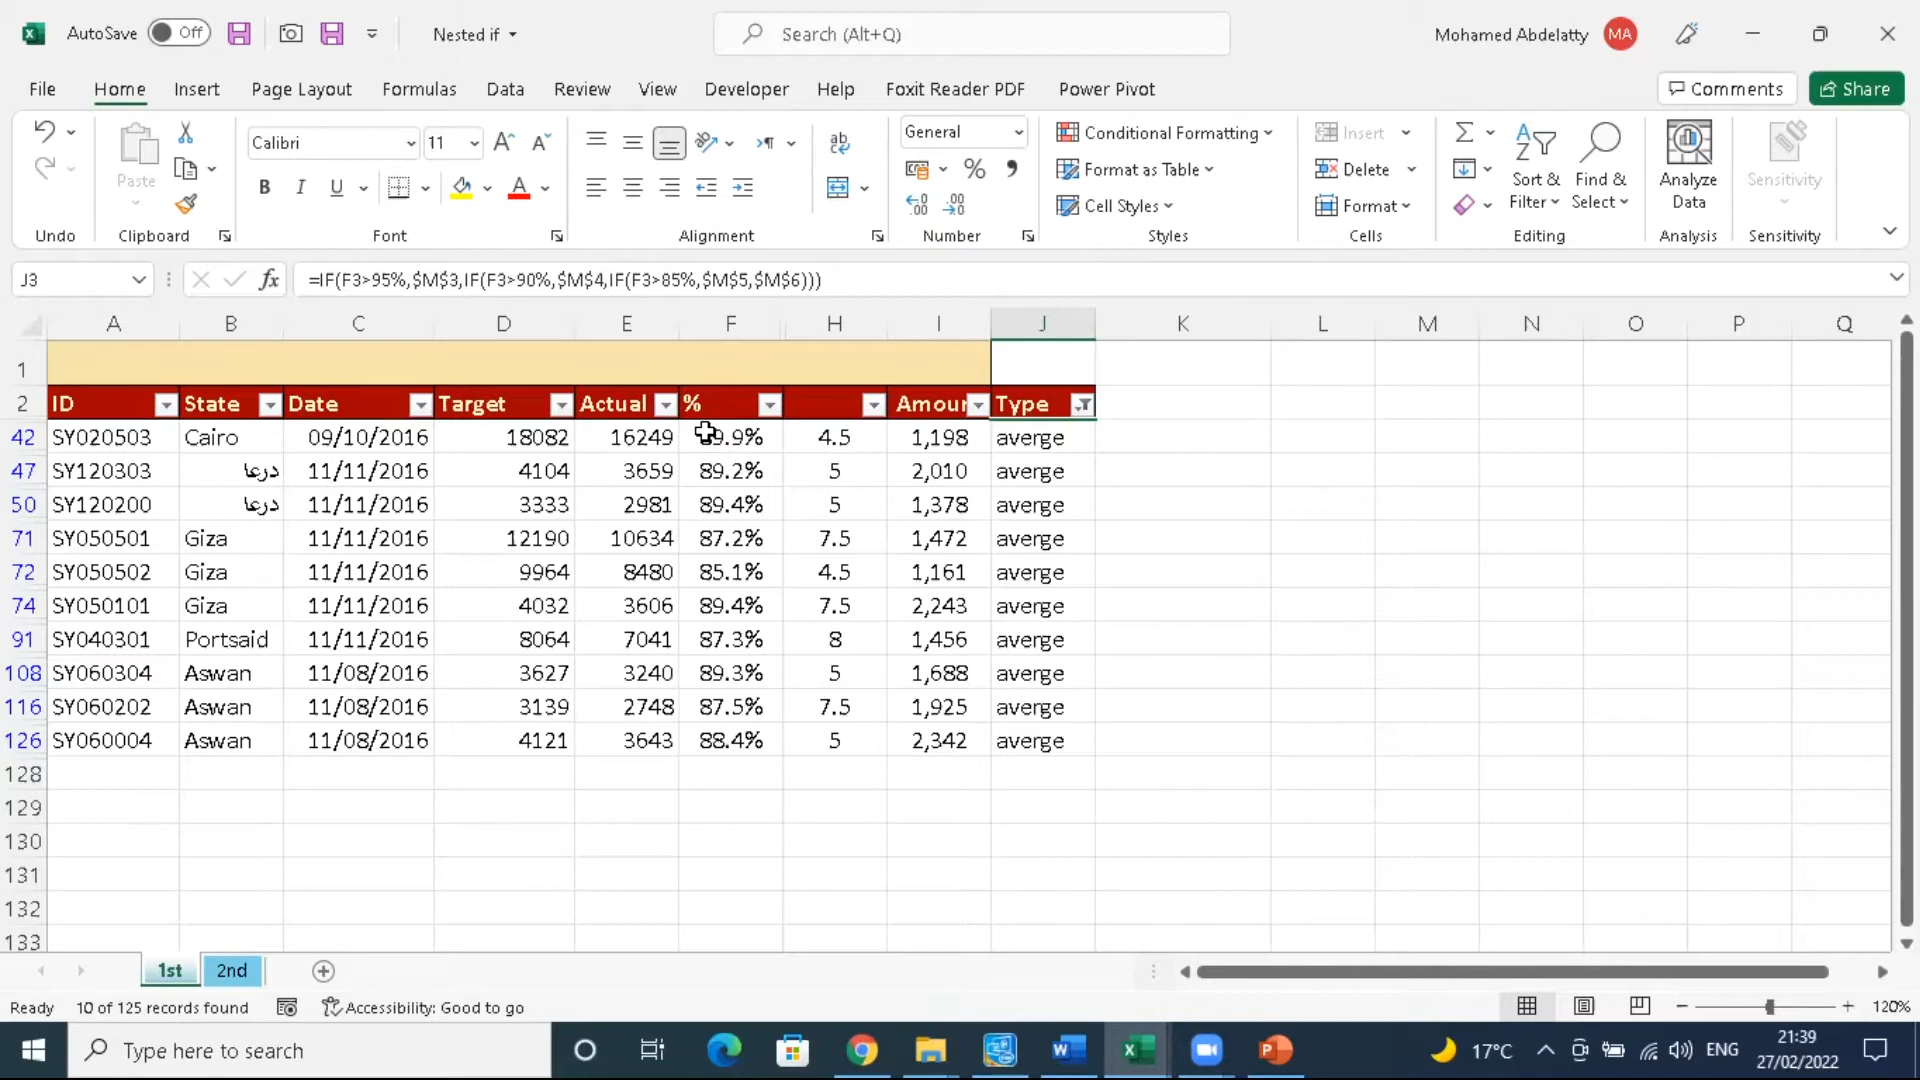 AutoSave Off Nested if Search (Alt+Q) Mohamed Abdelatty MA
File Home Insert Page Layout Formulas Data Review View Developer Help Foxit Reader PDF Power Pivot Comments Share
Calibri 11 General Conditional Formatting Insert
Paste Format as Table Delete Sort & Filter Find & Select Analyze Data Sensitivity
Cell Styles Format
Undo Clipboard Font Alignment Number Styles Cells Editing Analysis Sensitivity
J3 =IF(F3>95%,$M$3,IF(F3>90%,$M$4,IF(F3>85%,$M$5,$M$6)))
A B C D E F H I J K L M N O P Q
1
2 ID State Date Target Actual % Amour Type
42 SY020503 Cairo 09/10/2016 18082 16249 9.9% 4.5 1,198 averge
47 SY120303 درعا 11/11/2016 4104 3659 89.2% 5 2,010 averge
50 SY120200 درعا 11/11/2016 3333 2981 89.4% 5 1,378 averge
71 SY050501 Giza 11/11/2016 12190 10634 87.2% 7.5 1,472 averge
72 SY050502 Giza 11/11/2016 9964 8480 85.1% 4.5 1,161 averge
74 SY050101 Giza 11/11/2016 4032 3606 89.4% 7.5 2,243 averge
91 SY040301 Portsaid 11/11/2016 8064 7041 87.3% 8 1,456 averge
108 SY060304 Aswan 11/08/2016 3627 3240 89.3% 5 1,688 averge
116 SY060202 Aswan 11/08/2016 3139 2748 87.5% 7.5 1,925 averge
126 SY060004 Aswan 11/08/2016 4121 3643 88.4% 5 2,342 averge
128
129
130
131
132
133
1st 2nd
Ready 10 of 125 records found Accessibility: Good to go 120%
Type here to search 17°C ENG 21:39
27/02/2022